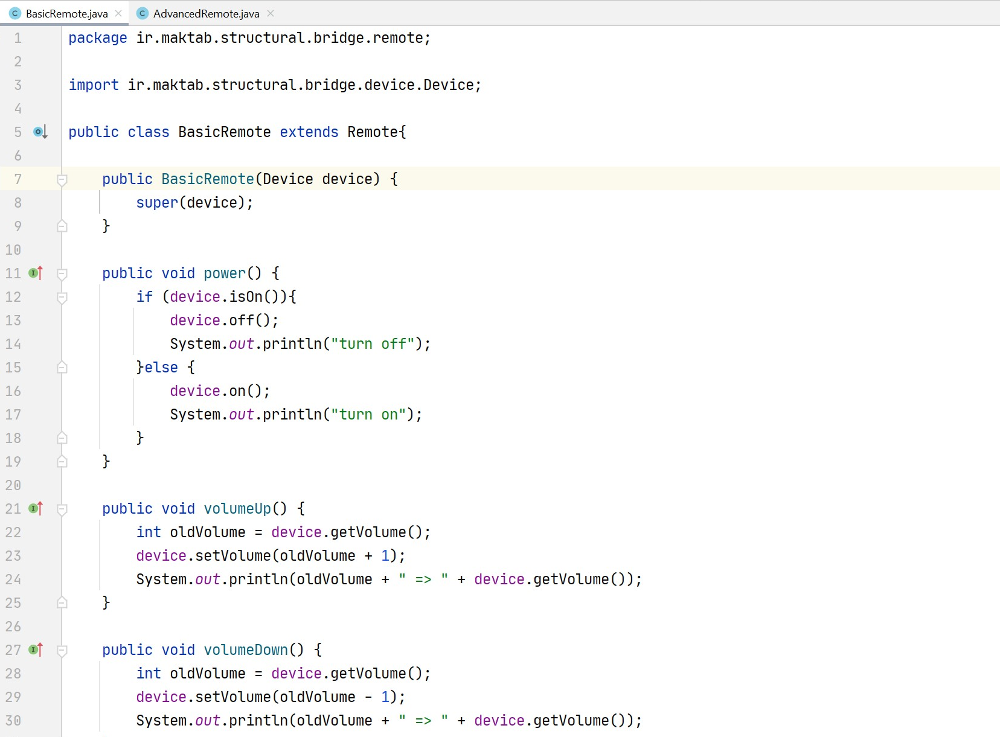 BasicRemote.java
AdvancedRemote.java
1 package ir.maktab.structural.bridge.remote;
2
3 import ir.maktab.structural.bridge.device.Device;
4
5 public class BasicRemote extends Remote{
6
7     public BasicRemote(Device device) {
8         super(device);
9     }
10
11     public void power() {
12         if (device.isOn()){
13             device.off();
14             System.out.println("turn off");
15         }else {
16             device.on();
17             System.out.println("turn on");
18         }
19     }
20
21     public void volumeUp() {
22         int oldVolume = device.getVolume();
23         device.setVolume(oldVolume + 1);
24         System.out.println(oldVolume + " => " + device.getVolume());
25     }
26
27     public void volumeDown() {
28         int oldVolume = device.getVolume();
29         device.setVolume(oldVolume - 1);
30         System.out.println(oldVolume + " => " + device.getVolume());